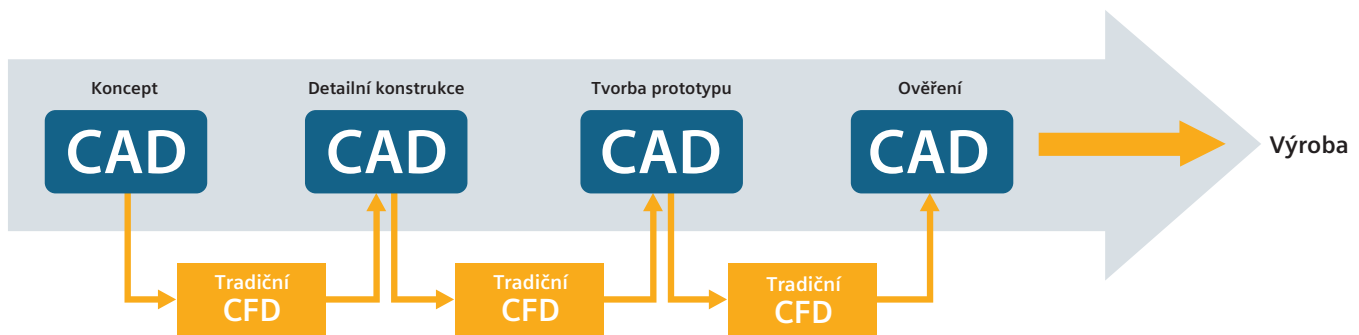 Koncept
Detailní konstrukce
Tvorba prototypu
Ověření
CAD
CAD
CAD
CAD
Výroba
Tradiční
CFD
Tradiční
CFD
Tradiční
CFD